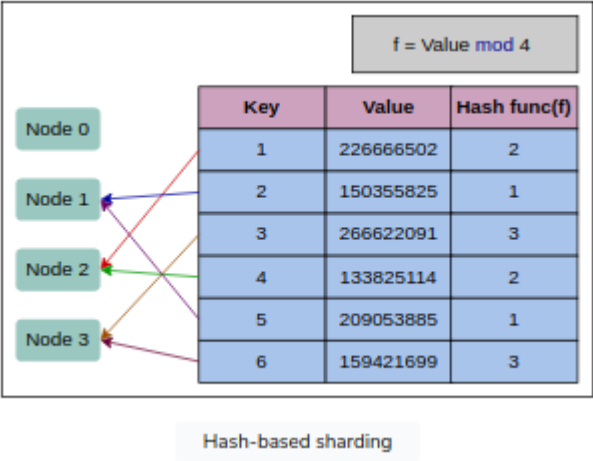 f = Value mod 4
Key Value Hash func(f)
1 226666502 2
2 150355825 1
3 266622091 3
4 133825114 2
5 209053885 1
6 159421699 3
Node 0
Node 1
Node 2
Node 3
Hash-based sharding